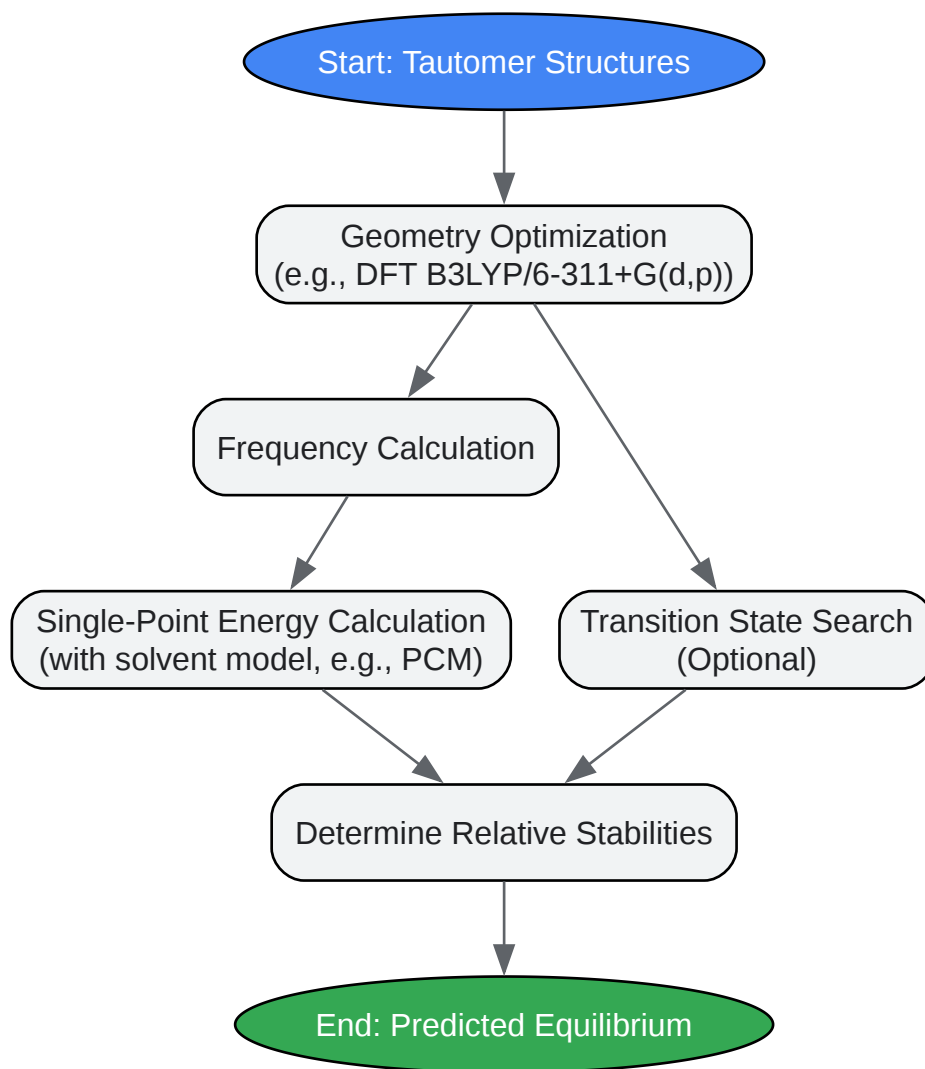 Start: Tautomer Structures
Geometry Optimization
(e.g., DFT B3LYP/6-311+G(d,p))
Frequency Calculation
Single-Point Energy Calculation
(with solvent model, e.g., PCM)
Transition State Search
(Optional)
Determine Relative Stabilities
End: Predicted Equilibrium